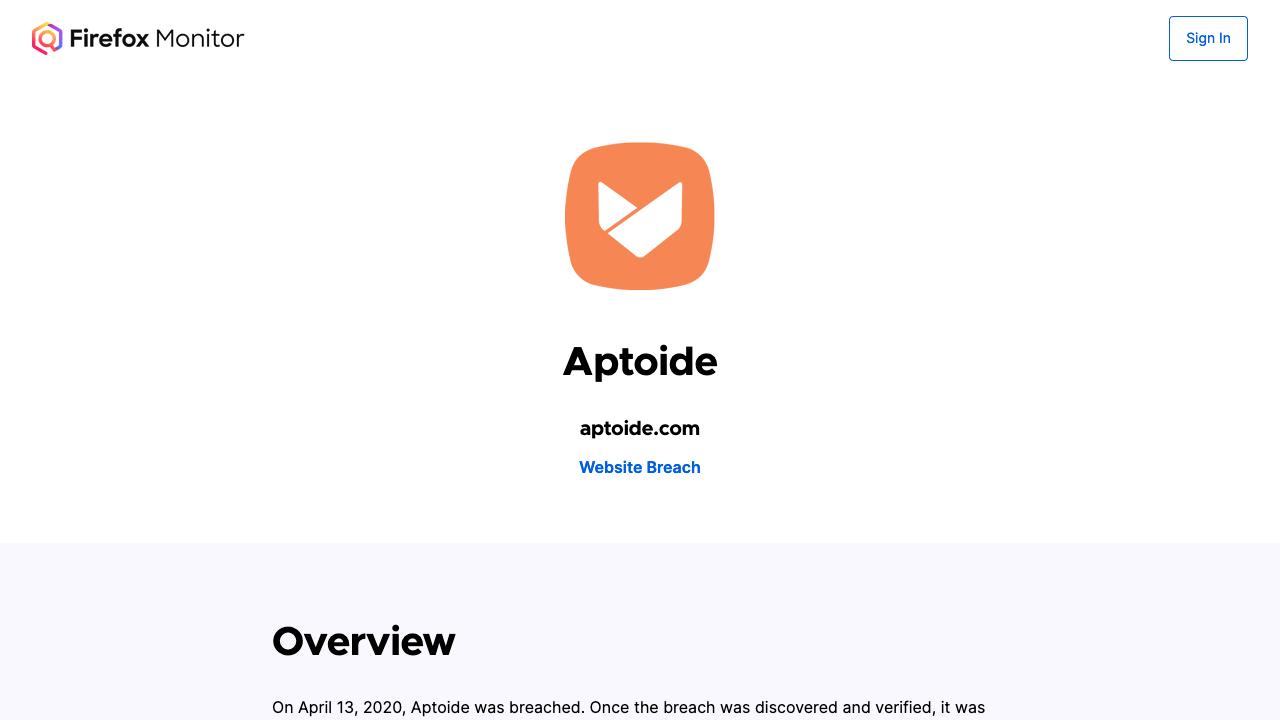 Firefox Monitor
Sign In
Aptoide
aptoide.com
Website Breach
Overview
On April 13, 2020, Aptoide was breached. Once the breach was discovered and verified, it was